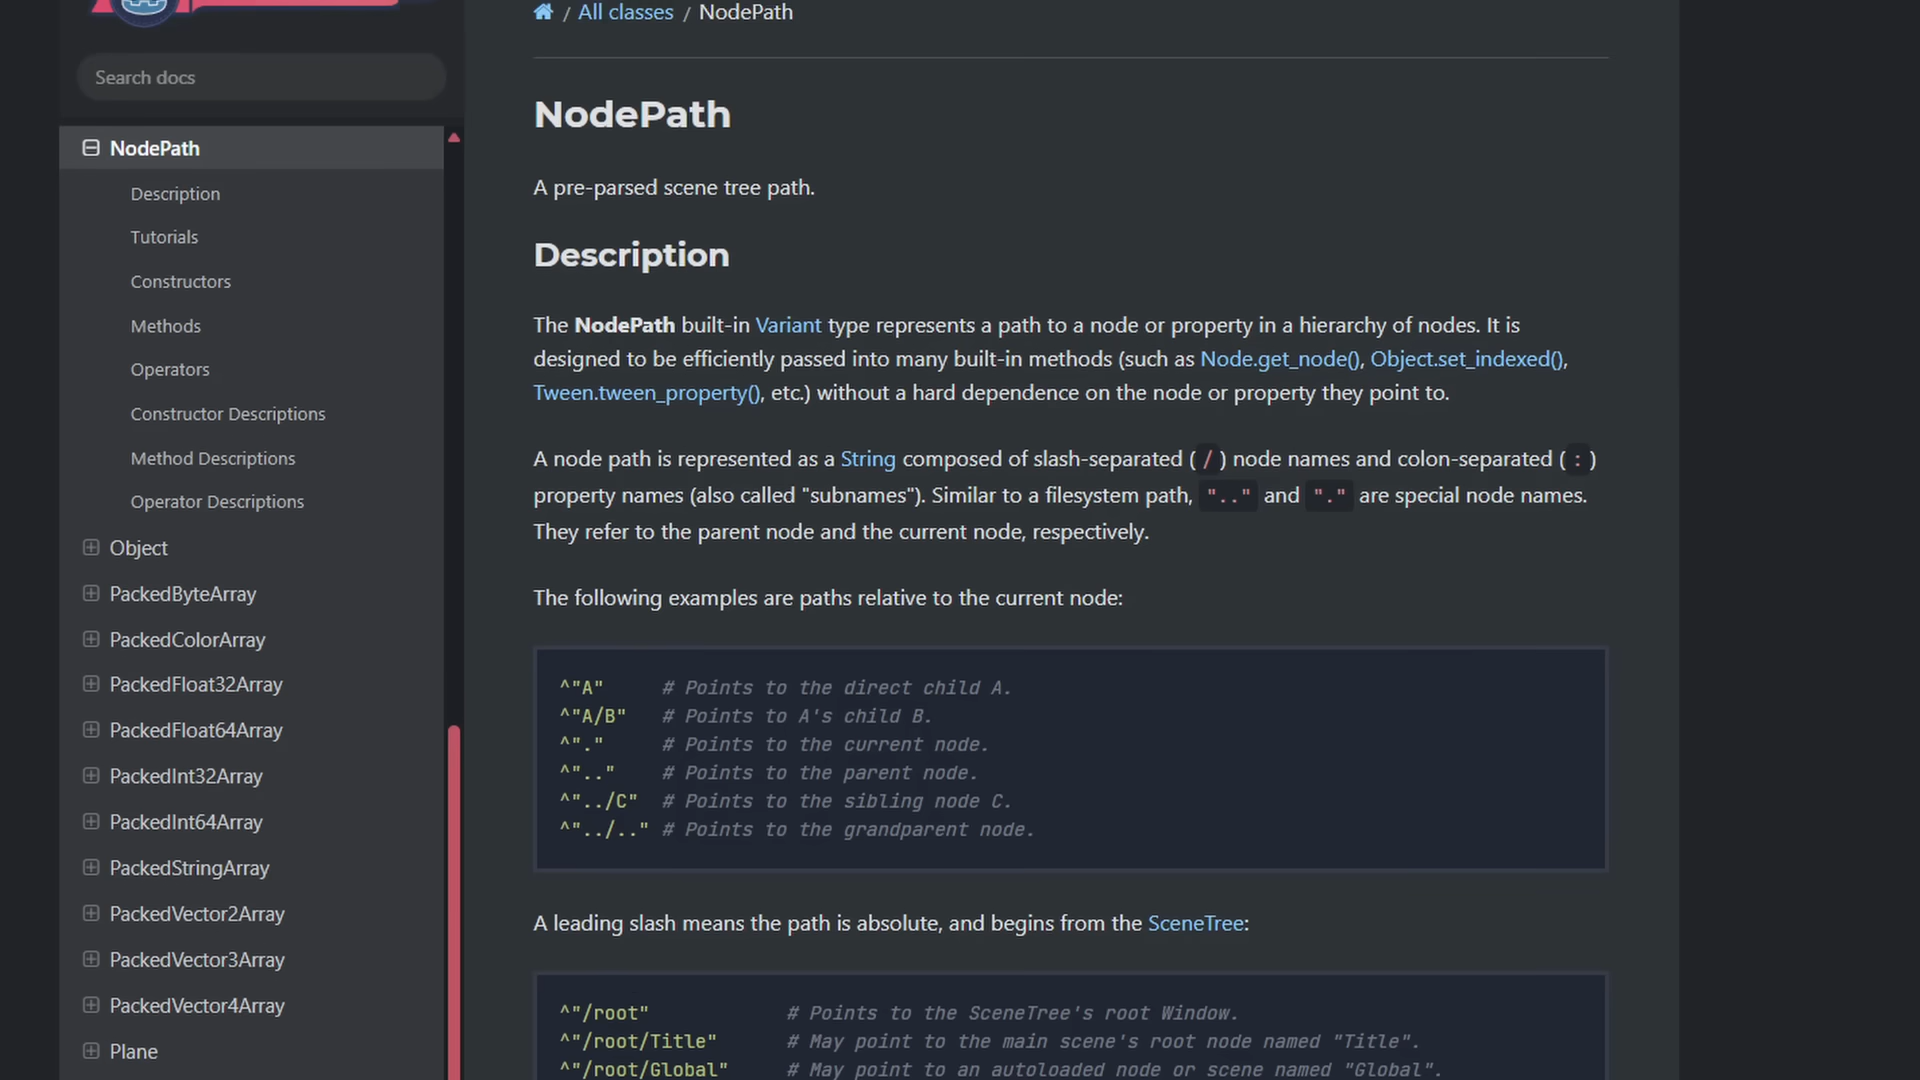 / All classes / NodePath
Search docs
NodePath
Description
Tutorials
Constructors
Methods
Operators
Constructor Descriptions
Method Descriptions
Operator Descriptions
Object
PackedByteArray
PackedColorArray
PackedFloat32Array
PackedFloat64Array
PackedInt32Array
PackedInt64Array
PackedStringArray
PackedVector2Array
PackedVector3Array
PackedVector4Array
Plane
NodePath
A pre-parsed scene tree path.
Description
The NodePath built-in Variant type represents a path to a node or property in a hierarchy of nodes. It is
designed to be efficiently passed into many built-in methods (such as Node.get_node(), Object.set_indexed(),
Tween.tween_property(), etc.) without a hard dependence on the node or property they point to.
A node path is represented as a String composed of slash-separated ( / ) node names and colon-separated ( : )
property names (also called "subnames"). Similar to a filesystem path, ".." and "." are special node names.
They refer to the parent node and the current node, respectively.
The following examples are paths relative to the current node:
^"A" # Points to the direct child A.
^"A/B" # Points to A's child B.
^"." # Points to the current node.
^".." # Points to the parent node.
^"../C" # Points to the sibling node C.
^"../.." # Points to the grandparent node.
A leading slash means the path is absolute, and begins from the SceneTree:
^"/root" # Points to the SceneTree's root Window.
^"/root/Title" # May point to the main scene's root node named "Title".
^"/root/Global" # May point to an autoloaded node or scene named "Global".